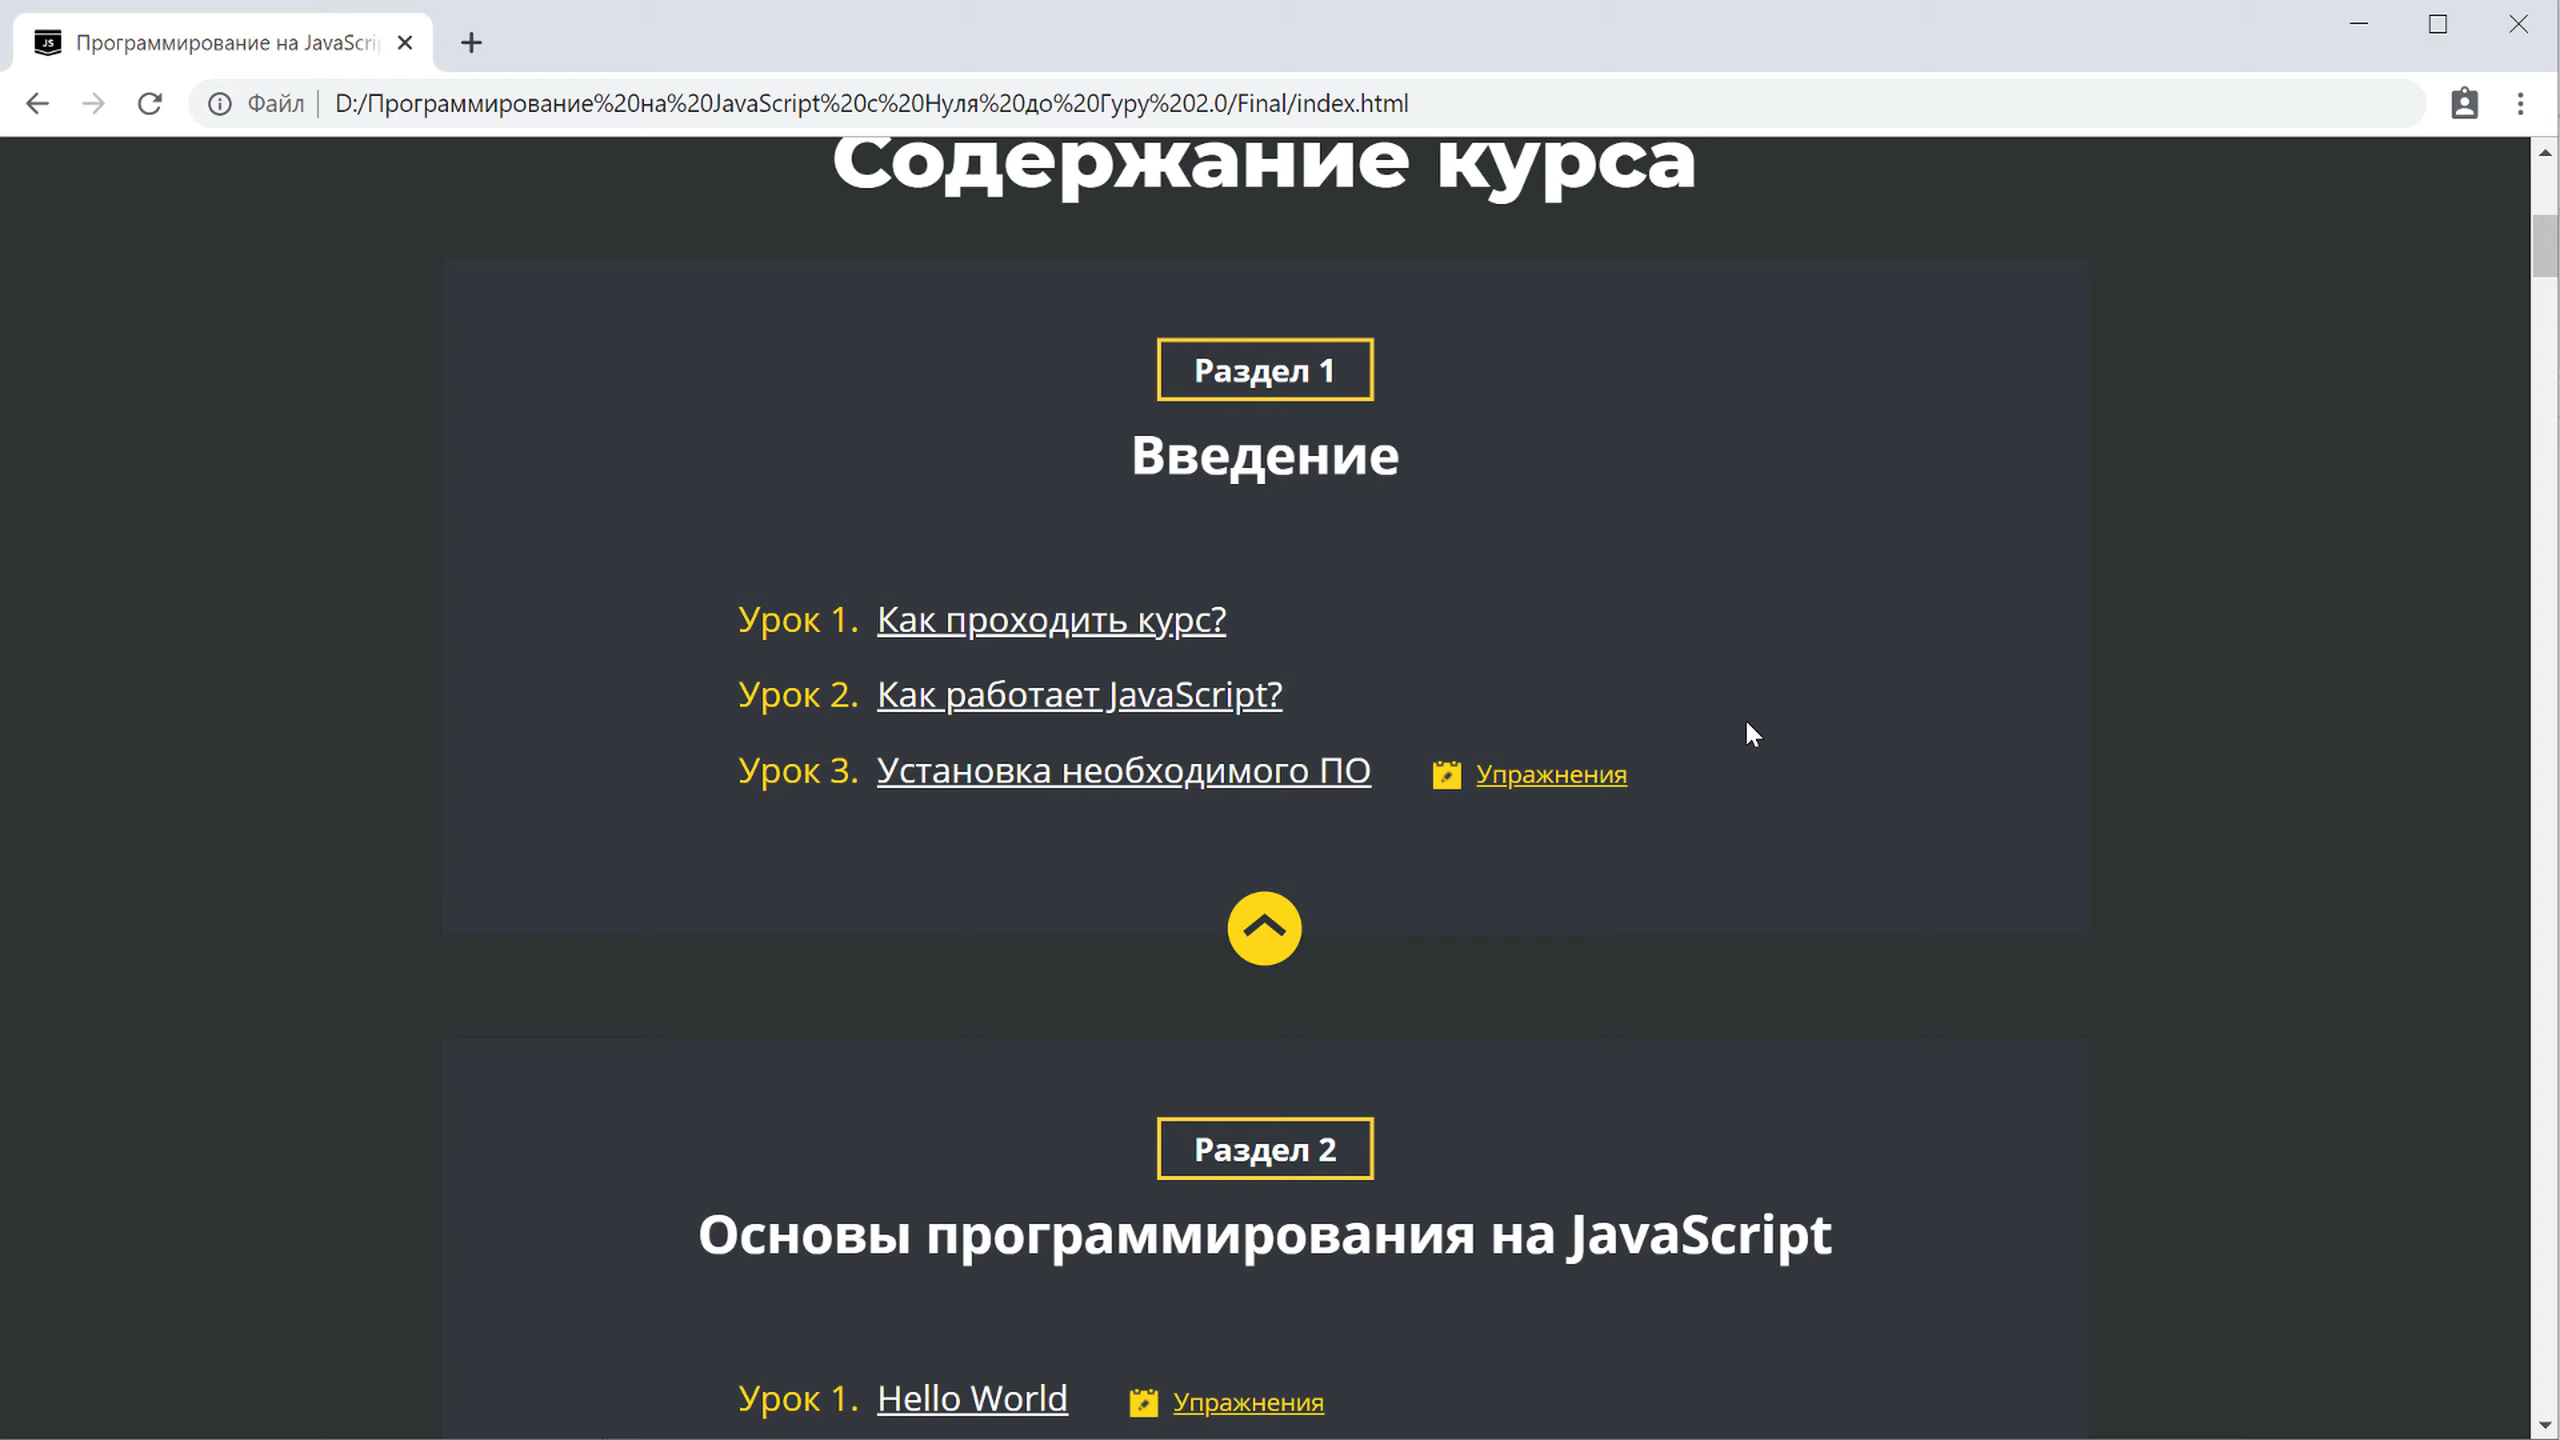 JS Программирование на JavaScrip
Файл D:/Программирование%20на%20JavaScript%20с%20Нуля%20до%20Гуру%202.0/Final/index.html
Содержание курса
Раздел 1
Введение
Урок 1. Как проходить курс?
Урок 2. Как работает JavaScript?
Урок 3. Установка необходимого ПО Упражнения
Раздел 2
Основы программирования на JavaScript
Урок 1. Hello World Упражнения